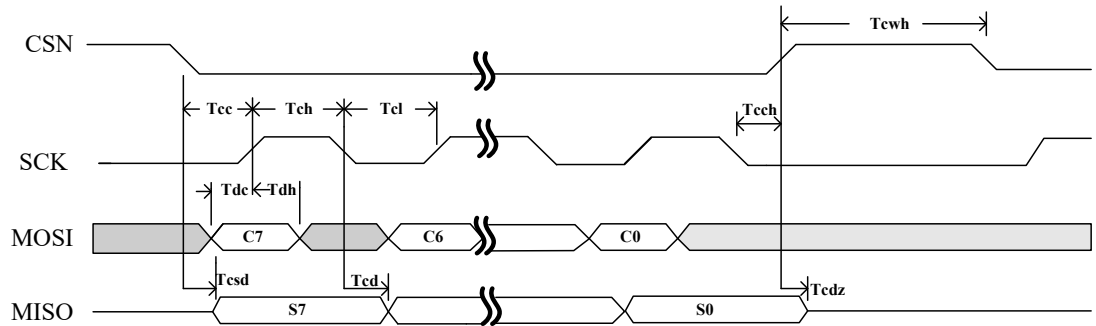 Tcwh
CSN
Tcc Tch Tcl Tcch
SCK
Tdc Tdh
MOSI C7 C6 C0
Tcsd Tcd Tcdz
MISO S7 S0